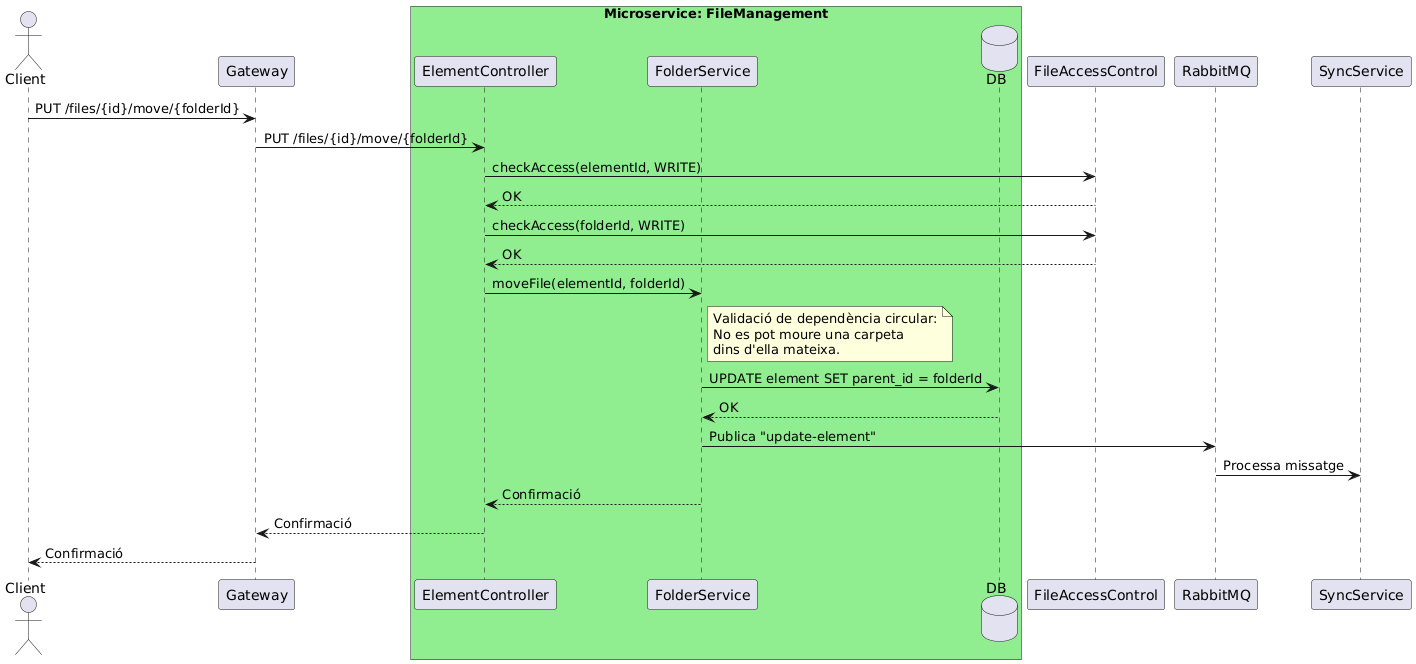 Microservice: FileManagement
Client
Gateway
ElementController
FolderService
DB
FileAccessControl
RabbitMQ
SyncService
PUT /files/{id}/move/{folderId}
PUT /files/{id}/move/{folderId}
checkAccess(elementId, WRITE)
OK
checkAccess(folderId, WRITE)
OK
moveFile(elementId, folderId)
Validació de dependència circular:
No es pot moure una carpeta
dins d'ella mateixa.
UPDATE element SET parent_id = folderId
OK
Publica "update-element"
Processa missatge
Confirmació
Confirmació
Confirmació
Client
Gateway
ElementController
FolderService
DB
FileAccessControl
RabbitMQ
SyncService